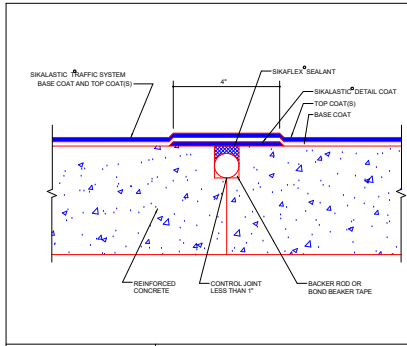 SIKALASTIC® TRAFFIC SYSTEM
BASE COAT AND TOP COAT(S)
4"
SIKAFLEX® SEALANT
SIKALASTIC® DETAIL COAT
TOP COAT(S)
BASE COAT
REINFORCED
CONCRETE
CONTROL JOINT
LESS THAN 1"
BACKER ROD OR
BOND BEAKER TAPE